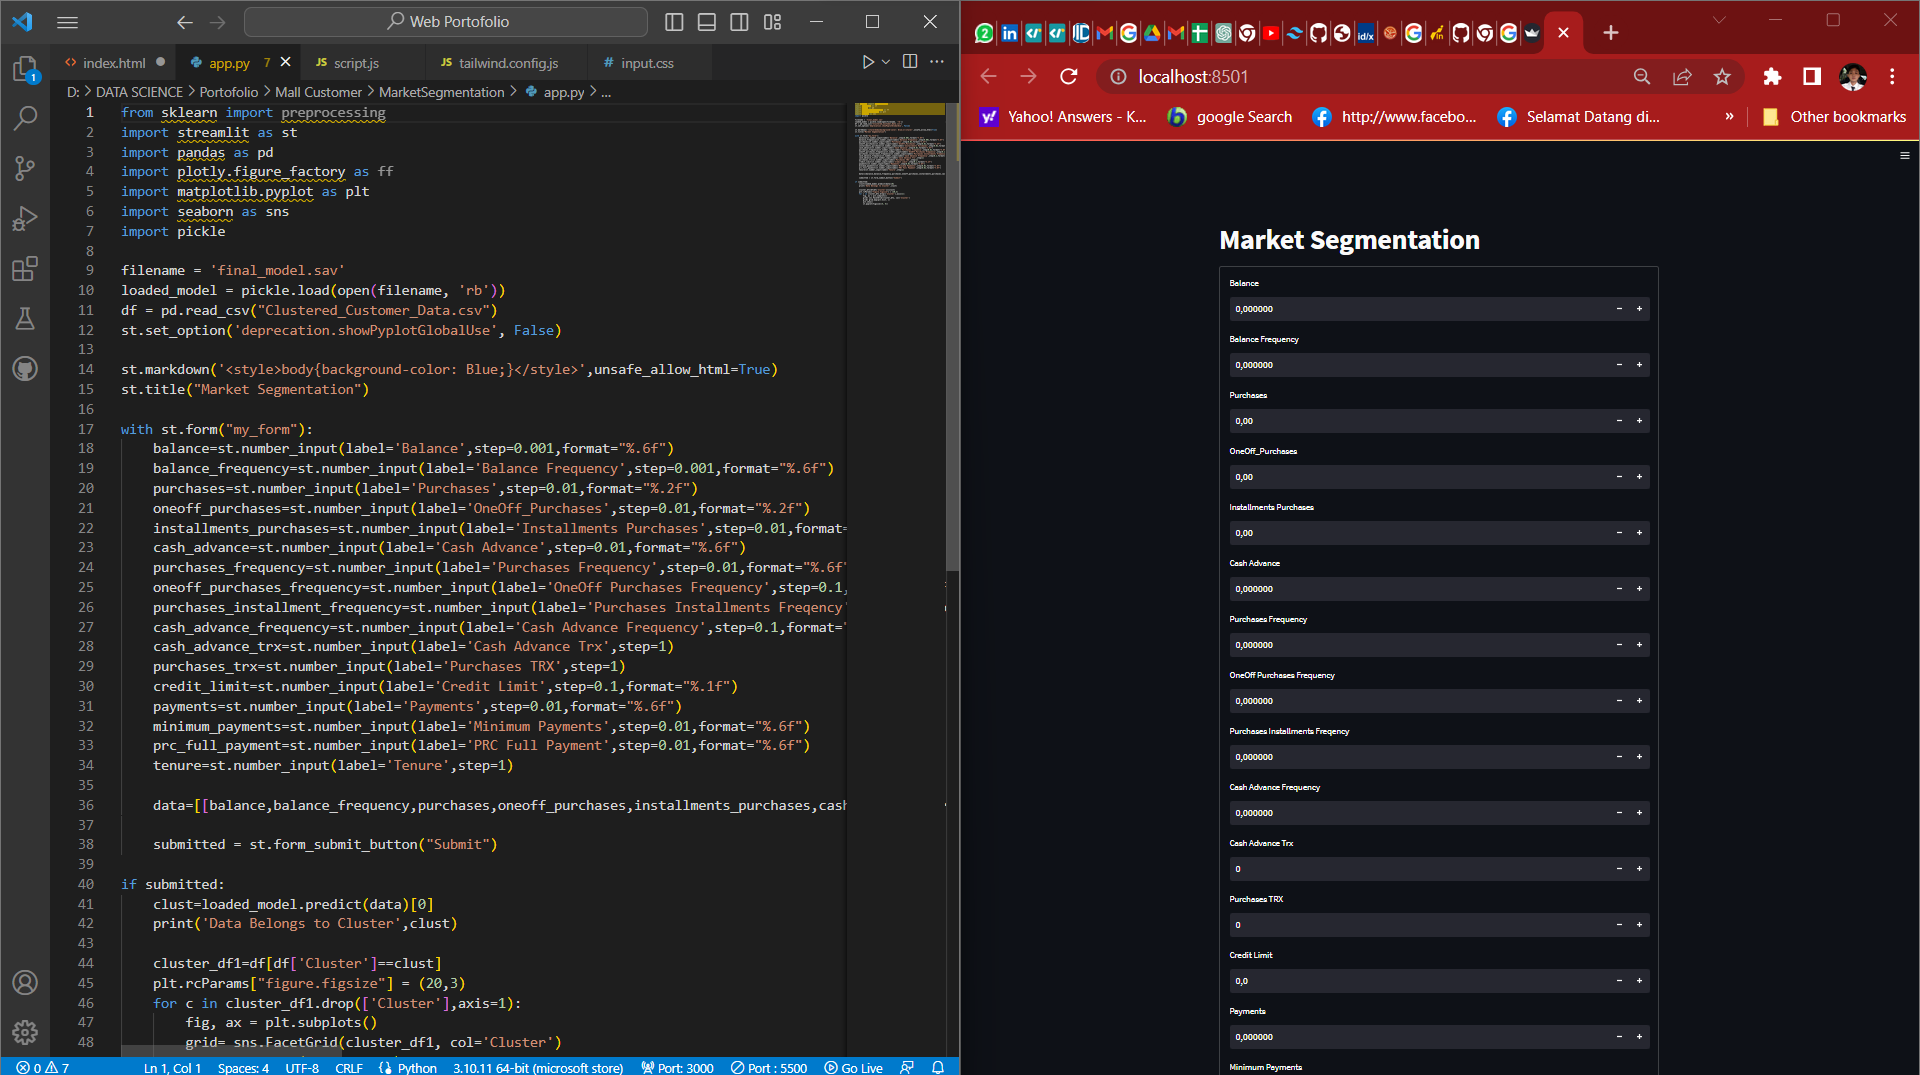 Web Portofolio
index.html
app.py 7
script.js
tailwind.config.js
input.css
D: > DATA SCIENCE > Portofolio > Mall Customer > MarketSegmentation > app.py > ...
1 from sklearn import preprocessing
2 import streamlit as st
3 import pandas as pd
4 import plotly.figure_factory as ff
5 import matplotlib.pyplot as plt
6 import seaborn as sns
7 import pickle
8
9 filename = 'final_model.sav'
10 loaded_model = pickle.load(open(filename, 'rb'))
11 df = pd.read_csv("Clustered_Customer_Data.csv")
12 st.set_option('deprecation.showPyplotGlobalUse', False)
13
14 st.markdown('<style>body{background-color: Blue;}</style>',unsafe_allow_html=True)
15 st.title("Market Segmentation")
16
17 with st.form("my_form"):
18 balance=st.number_input(label='Balance',step=0.001,format="%.6f")
19 balance_frequency=st.number_input(label='Balance Frequency',step=0.001,format="%.6f")
20 purchases=st.number_input(label='Purchases',step=0.01,format="%.2f")
21 oneoff_purchases=st.number_input(label='OneOff_Purchases',step=0.01,format="%.2f")
22 installments_purchases=st.number_input(label='Installments Purchases',step=0.01,format=
23 cash_advance=st.number_input(label='Cash Advance',step=0.01,format="%.6f")
24 purchases_frequency=st.number_input(label='Purchases Frequency',step=0.01,format="%.6f"
25 oneoff_purchases_frequency=st.number_input(label='OneOff Purchases Frequency',step=0.1,
26 purchases_installment_frequency=st.number_input(label='Purchases Installments Freqency'
27 cash_advance_frequency=st.number_input(label='Cash Advance Frequency',step=0.1,format="
28 cash_advance_trx=st.number_input(label='Cash Advance Trx',step=1)
29 purchases_trx=st.number_input(label='Purchases TRX',step=1)
30 credit_limit=st.number_input(label='Credit Limit',step=0.1,format="%.1f")
31 payments=st.number_input(label='Payments',step=0.01,format="%.6f")
32 minimum_payments=st.number_input(label='Minimum Payments',step=0.01,format="%.6f")
33 prc_full_payment=st.number_input(label='PRC Full Payment',step=0.01,format="%.6f")
34 tenure=st.number_input(label='Tenure',step=1)
35
36 data=[[balance,balance_frequency,purchases,oneoff_purchases,installments_purchases,cash
37
38 submitted = st.form_submit_button("Submit")
39
40 if submitted:
41 clust=loaded_model.predict(data)[0]
42 print('Data Belongs to Cluster',clust)
43
44 cluster_df1=df[df['Cluster']==clust]
45 plt.rcParams["figure.figsize"] = (20,3)
46 for c in cluster_df1.drop(['Cluster'],axis=1):
47 fig, ax = plt.subplots()
48 grid= sns.FacetGrid(cluster_df1, col='Cluster')
0 7 Ln 1, Col 1 Spaces: 4 UTF-8 CRLF Python 3.10.11 64-bit (microsoft store) Port: 3000 Port : 5500 Go Live
localhost:8501
Yahoo! Answers - K...
google Search
http://www.facebo...
Selamat Datang di...
»
Other bookmarks
Market Segmentation
Balance
0,000000
Balance Frequency
0,000000
Purchases
0,00
OneOff_Purchases
0,00
Installments Purchases
0,00
Cash Advance
0,000000
Purchases Frequency
0,000000
OneOff Purchases Frequency
0,000000
Purchases Installments Freqency
0,000000
Cash Advance Frequency
0,000000
Cash Advance Trx
0
Purchases TRX
0
Credit Limit
0,0
Payments
0,000000
Minimum Payments